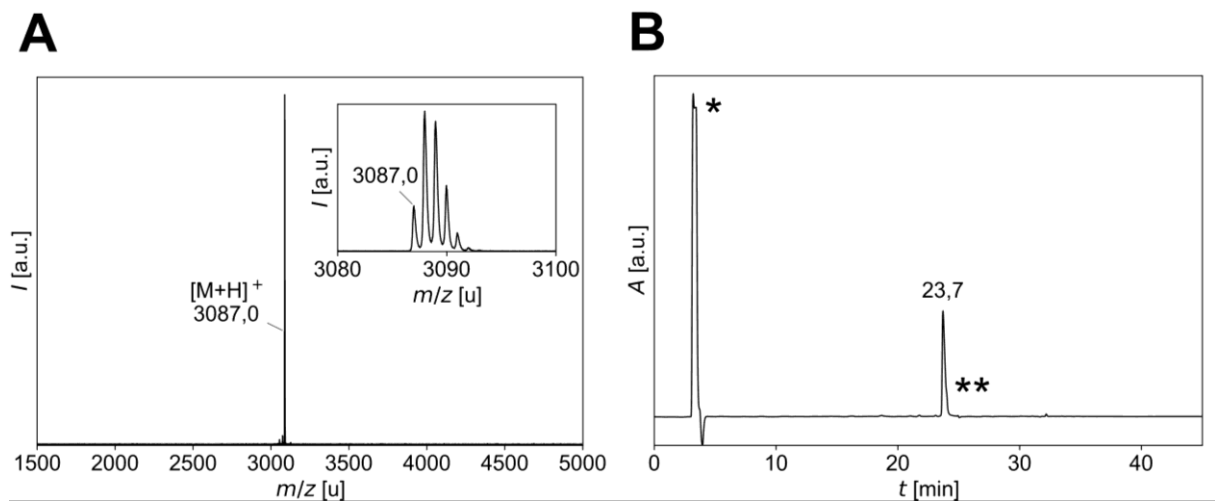 A
I [a.u.]
[M+H]+
3087,0
1500 2000 2500 3000 3500 4000 4500 5000
m/z [u]
I [a.u.]
3087,0
3080 3090 3100
m/z [u]
B
A [a.u.]
*
23,7
**
0 10 20 30 40
t [min]